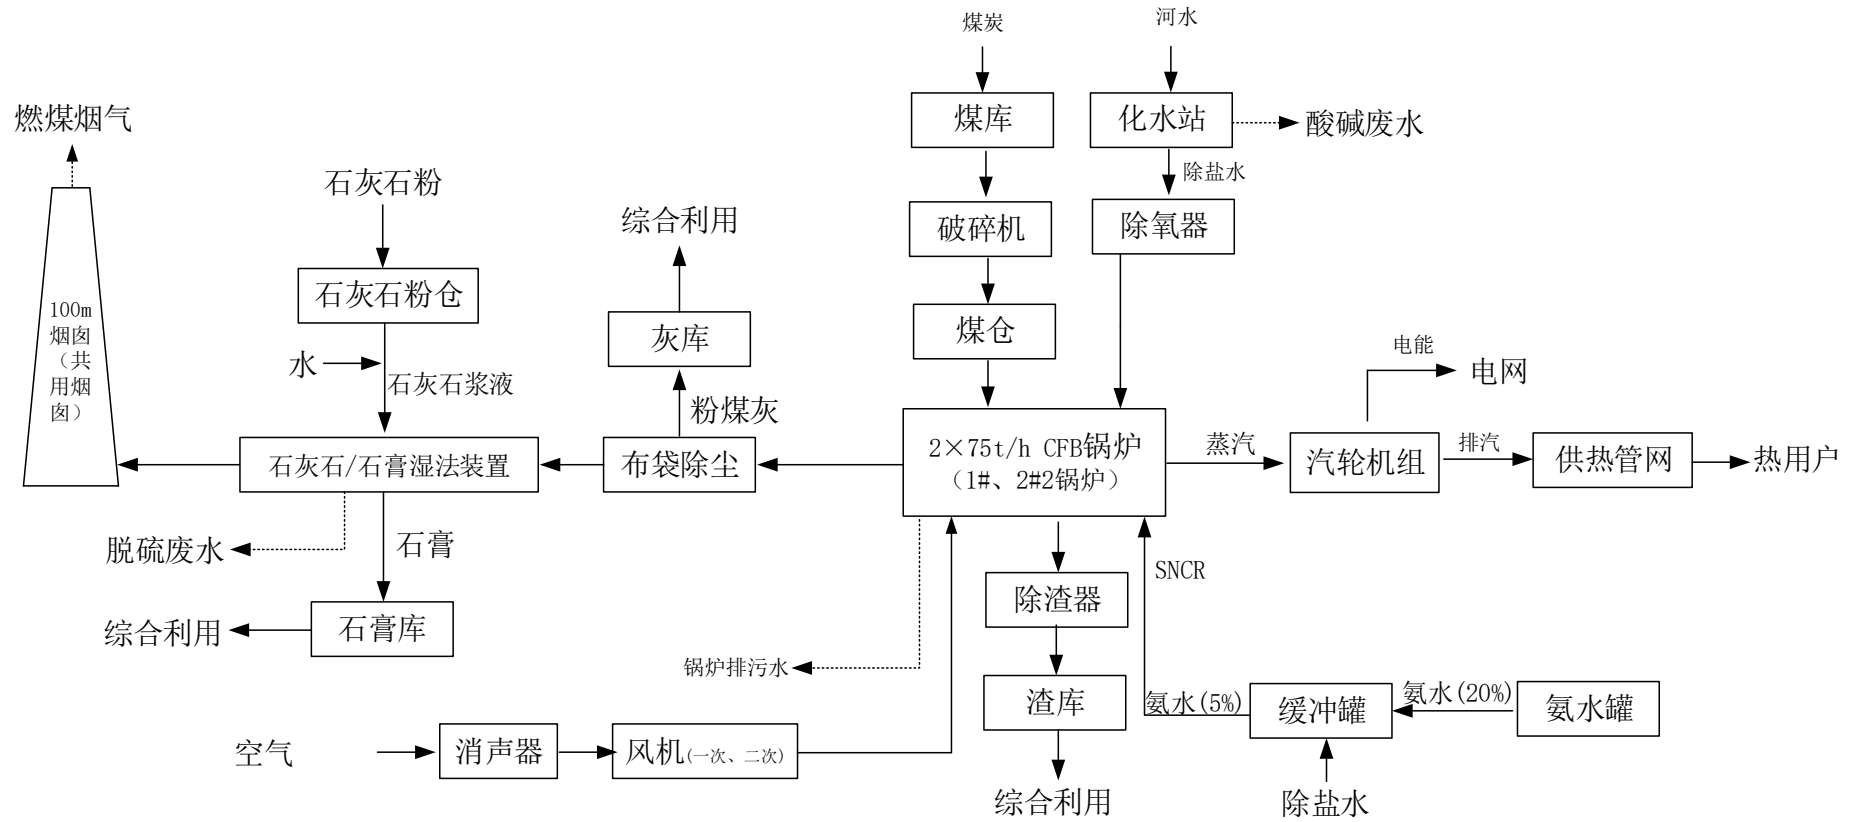 煤炭
河水
燃煤烟气
煤库
化水站
酸碱废水
石灰石粉
除盐水
综合利用
破碎机
除氧器
石灰石粉仓
100m
烟囱
（共
用烟
囱）
灰库
煤仓
水
石灰石浆液
电能
电网
粉煤灰
石灰石/石膏湿法装置
布袋除尘
2×75t/h CFB锅炉
（1#、2#2锅炉）
蒸汽
汽轮机组
排汽
供热管网
热用户
脱硫废水
石膏
SNCR
除渣器
综合利用
石膏库
锅炉排污水
渣库
氨水(5%)
缓冲罐
氨水(20%)
氨水罐
空气
消声器
风机(一次、二次)
综合利用
除盐水